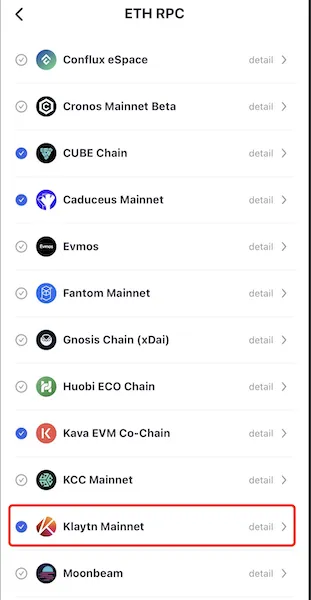 ETH RPC
Conflux eSpace detail
Cronos Mainnet Beta detail
CUBE Chain detail
Caduceus Mainnet detail
Evmos detail
Fantom Mainnet detail
Gnosis Chain (xDai) detail
Huobi ECO Chain detail
Kava EVM Co-Chain detail
KCC Mainnet detail
Klaytn Mainnet detail
Moonbeam detail